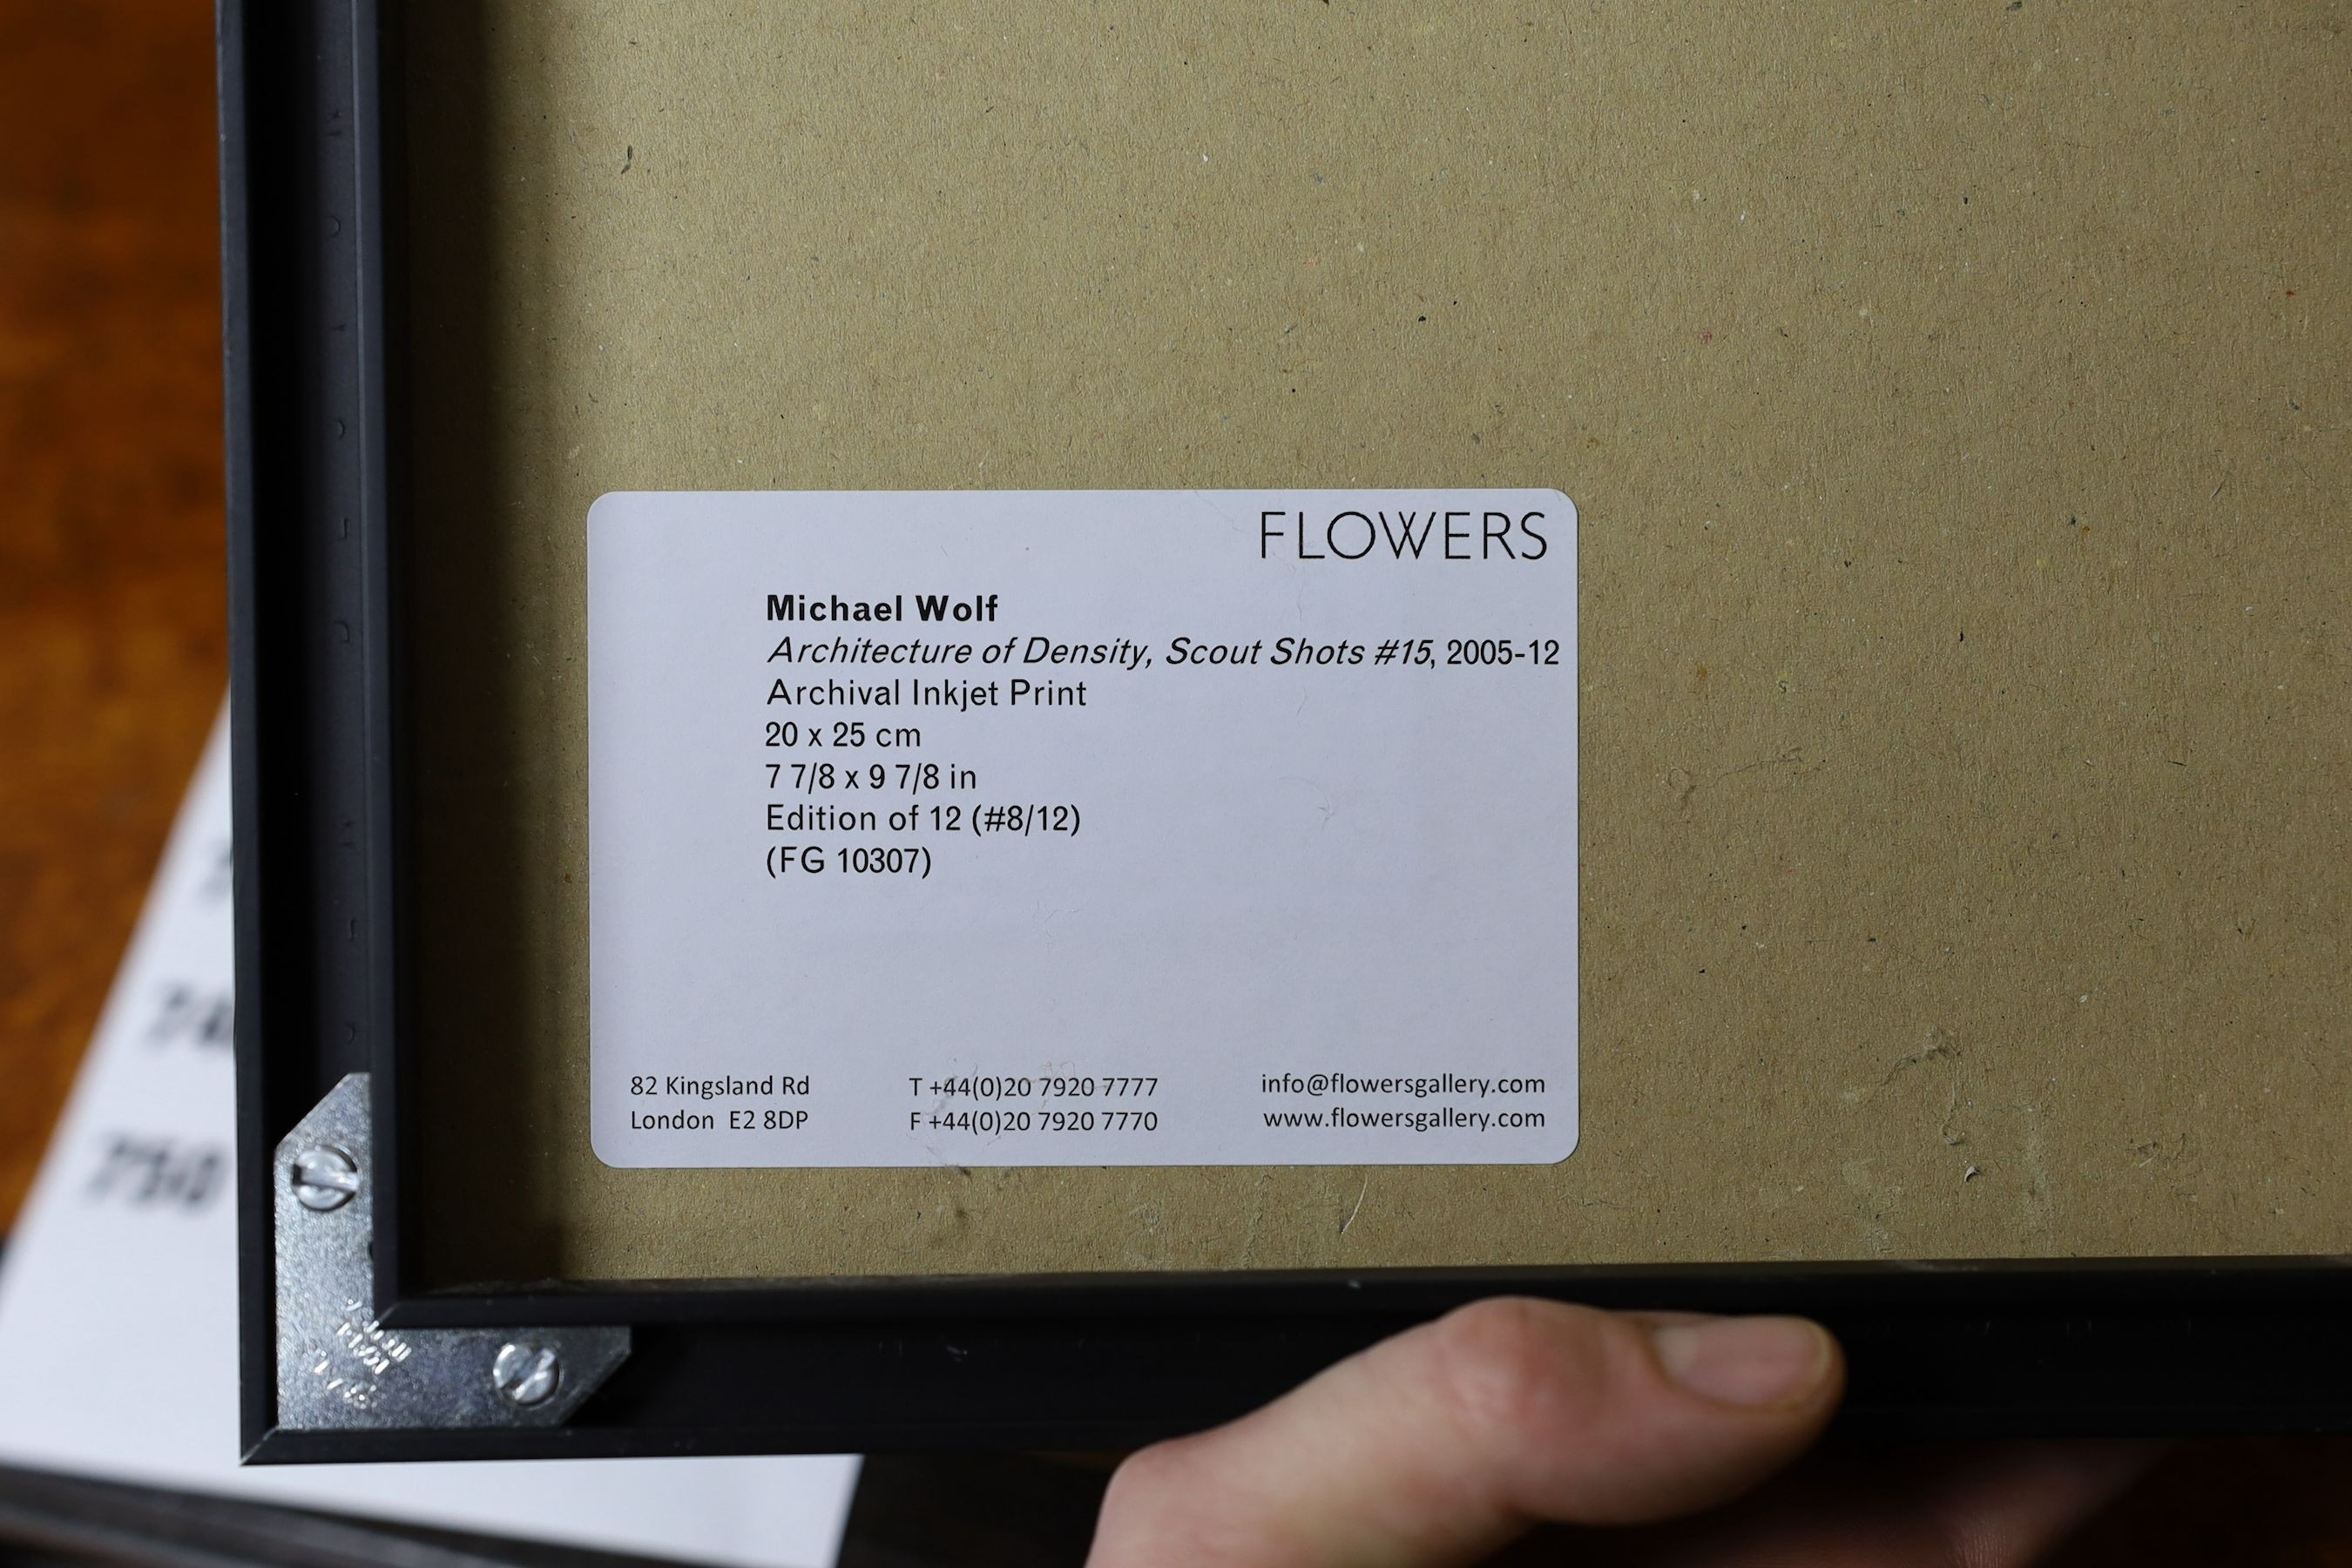 FLOWERS
Michael Wolf
Architecture of Density, Scout Shots #15, 2005-12
Archival Inkjet Print
20 x 25 cm
7 7/8 x 9 7/8 in
Edition of 12 (#8/12)
(FG 10307)
82 Kingsland Rd T +44(0)20 7920 7777 info@flowersgallery.com
London E2 8DP F +44(0)20 7920 7770 www.flowersgallery.com
750